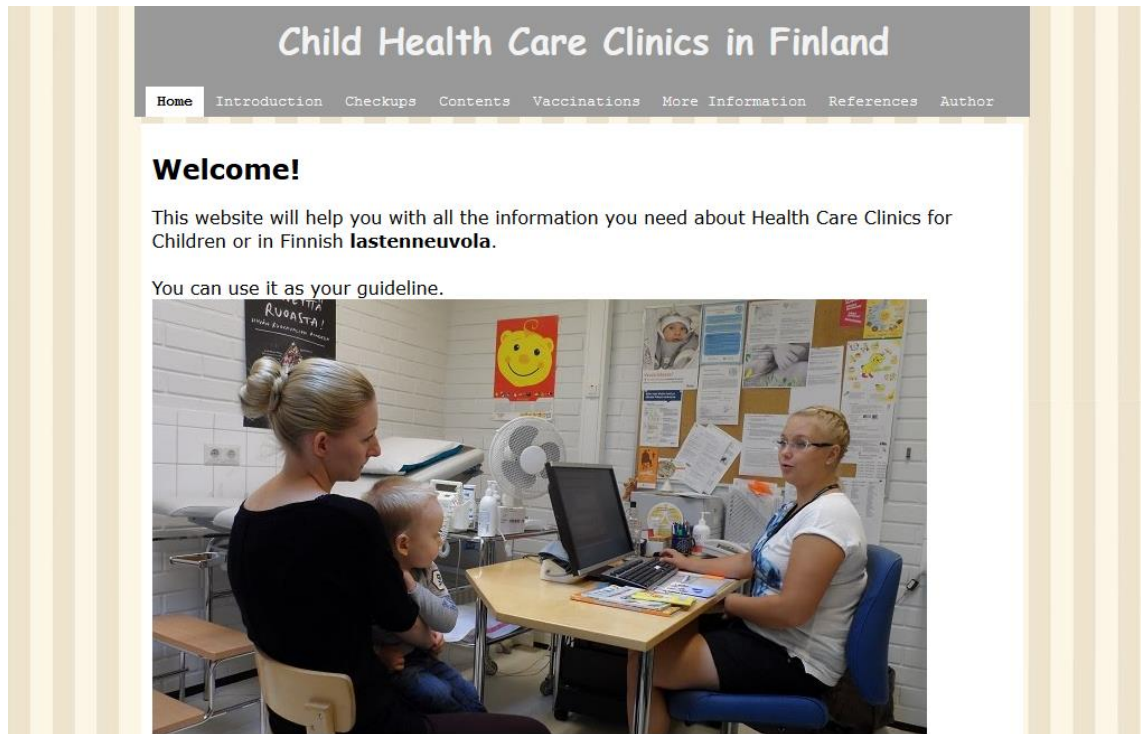 Child Health Care Clinics in Finland
Home Introduction Checkups Contents Vaccinations More Information References Author
Welcome!
This website will help you with all the information you need about Health Care Clinics for
Children or in Finnish lastenneuvola.
You can use it as your guideline.
RUOASTA!